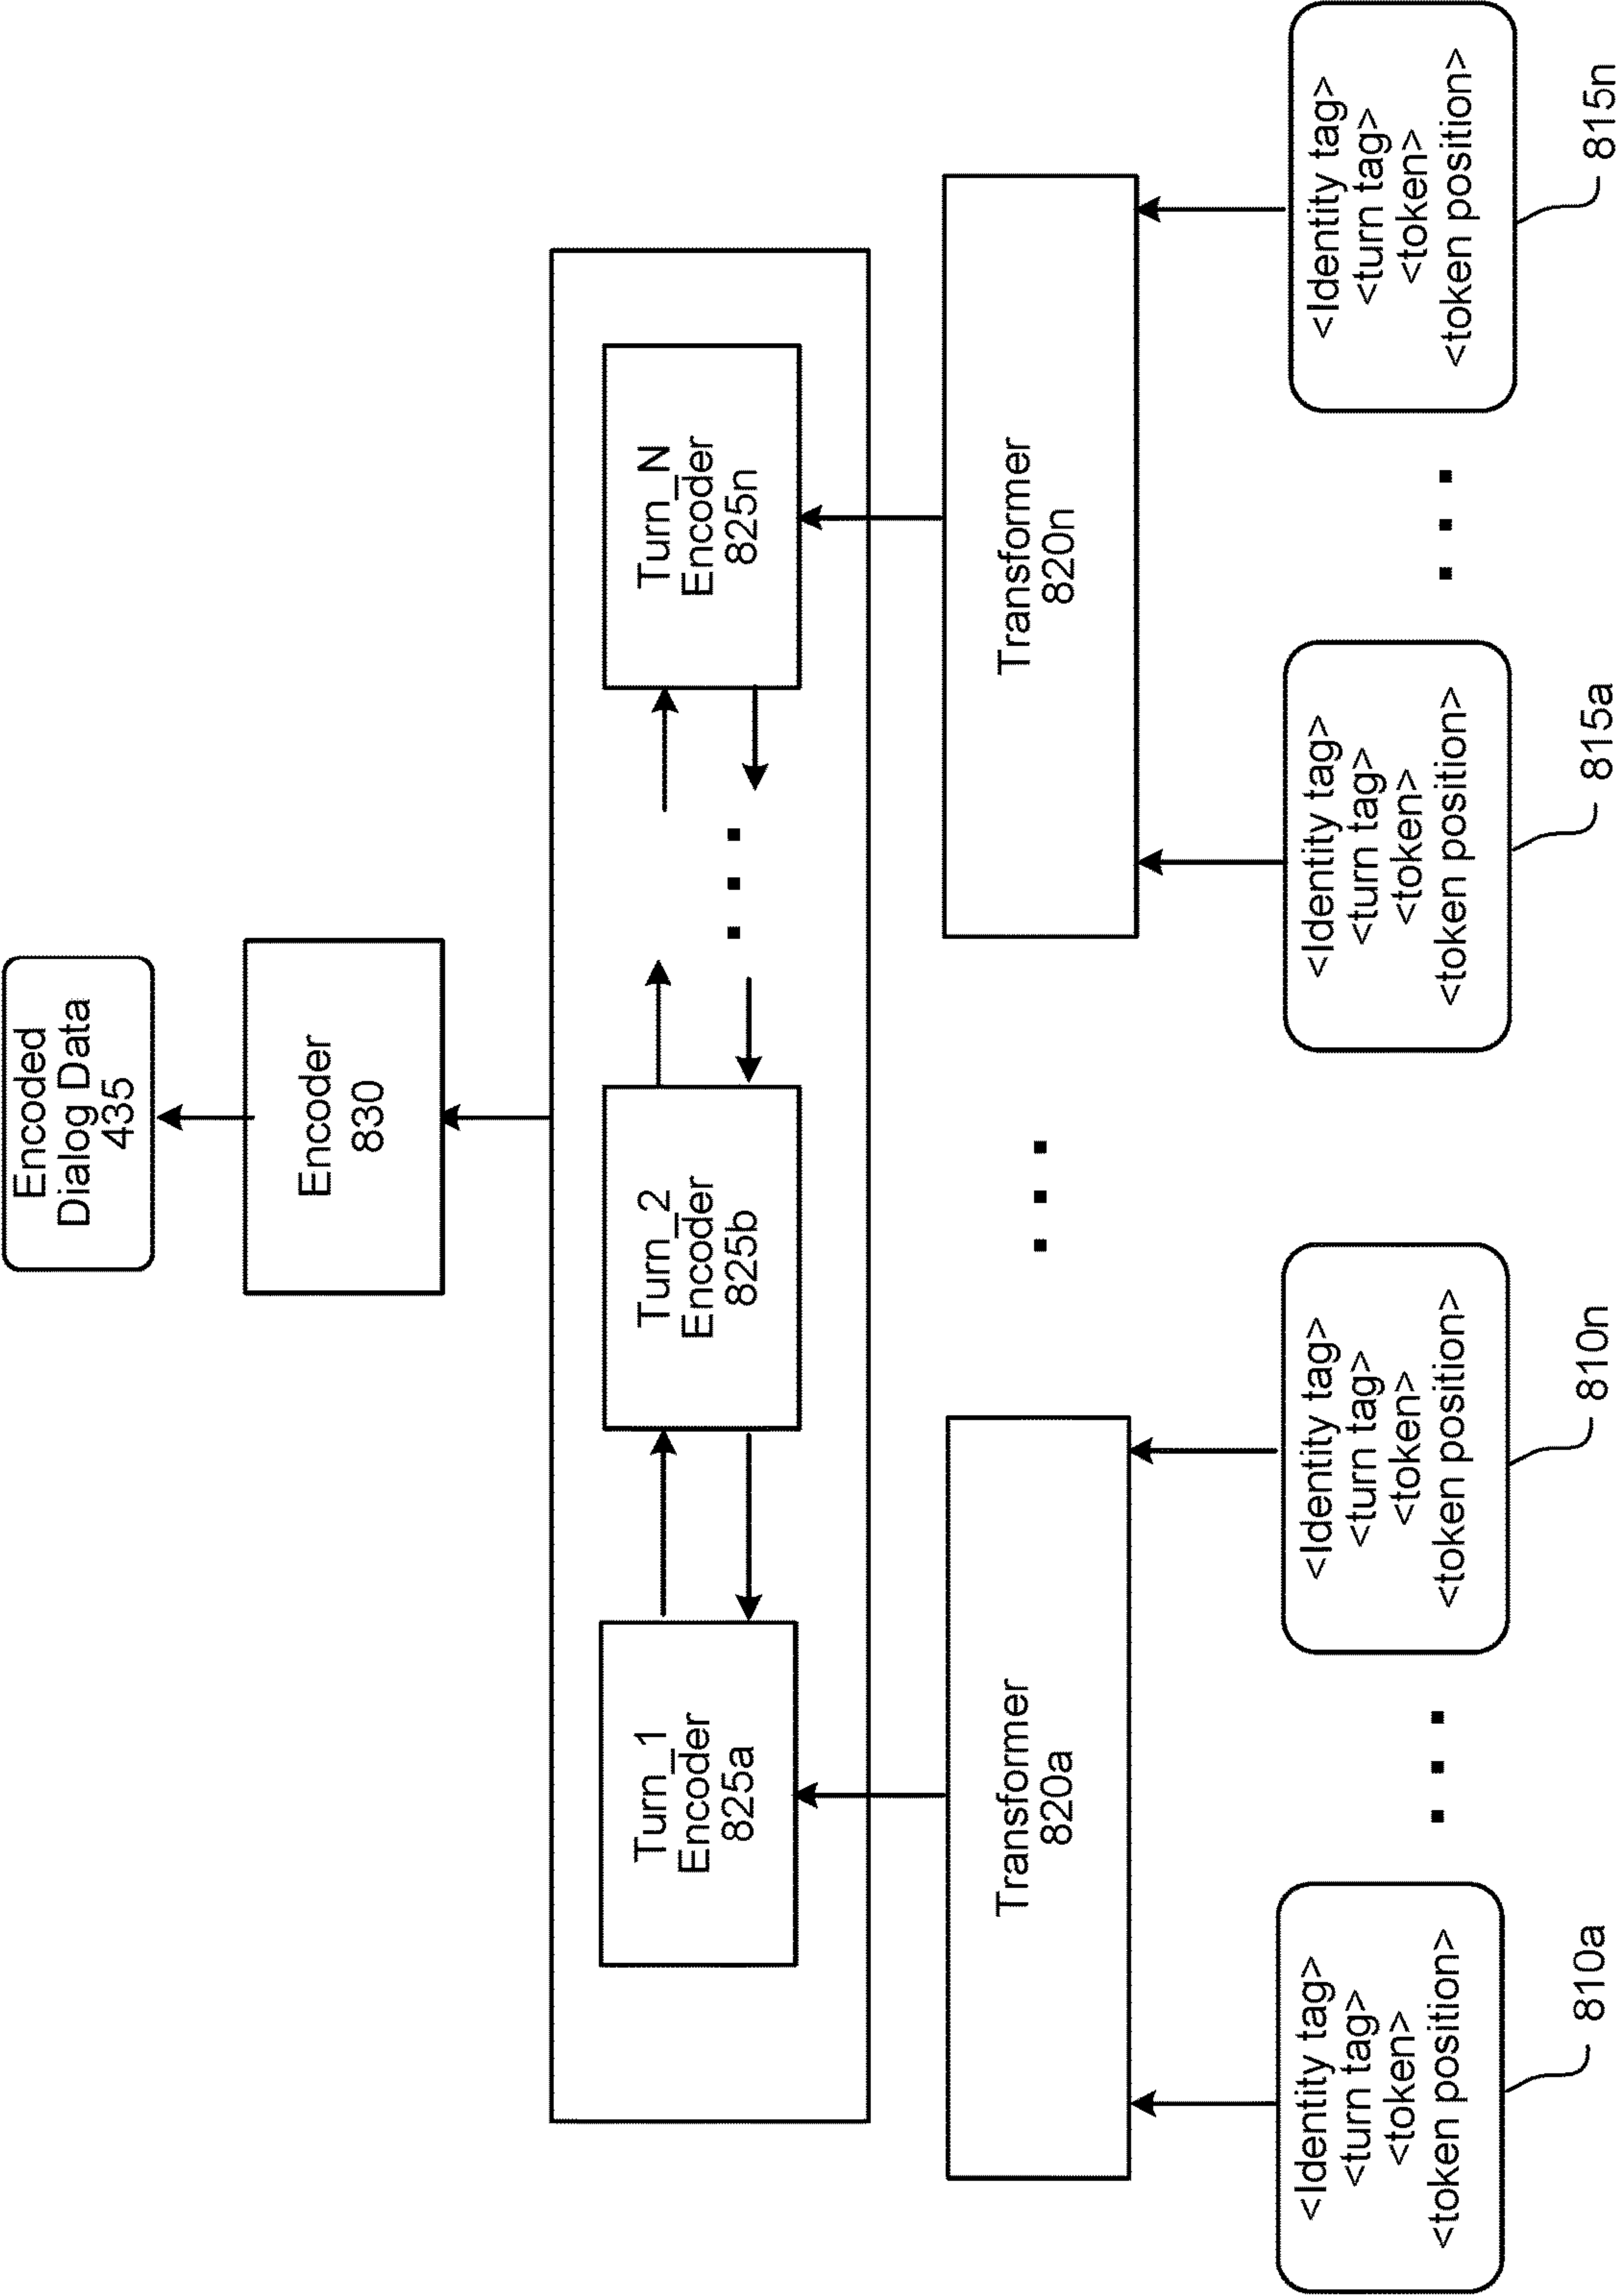 Encoded
Dialog Data
435
Encoder
830
Turn_1
Encoder
825a
Turn_2
Encoder
825b
Turn_N
Encoder
825n
Transformer
820a
Transformer
820n
<Identity tag>
<turn tag>
<token>
<token position>
810a
<Identity tag>
<turn tag>
<token>
<token position>
810n
<Identity tag>
<turn tag>
<token>
<token position>
815a
<Identity tag>
<turn tag>
<token>
<token position>
815n